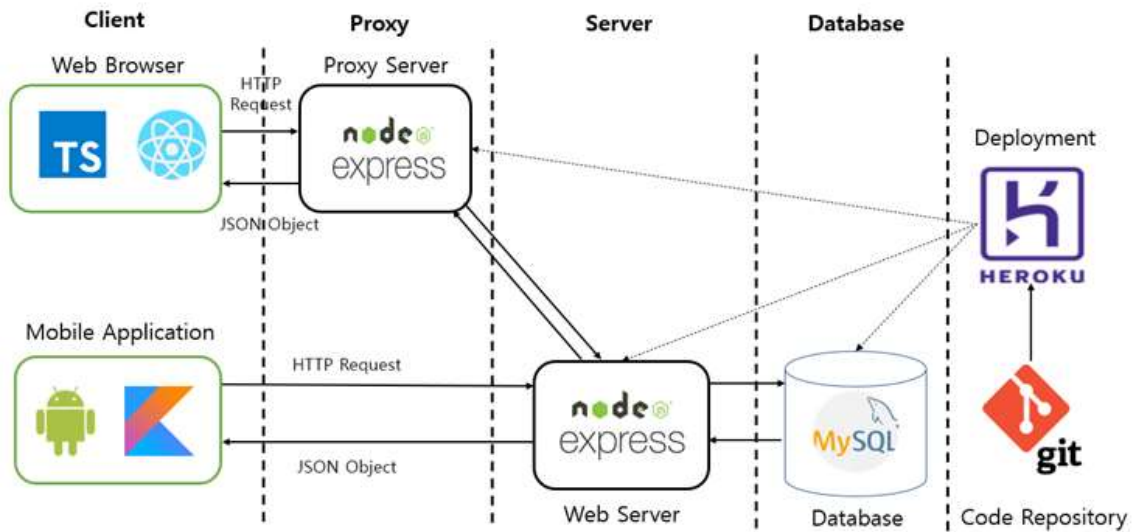 Client
Proxy
Server
Database
Web Browser
Proxy Server
HTTP
Request
TS
node
express
JSON Object
Deployment
HEROKU
Mobile Application
HTTP Request
node
express
JSON Object
Web Server
MySQL
Database
git
Code Repository